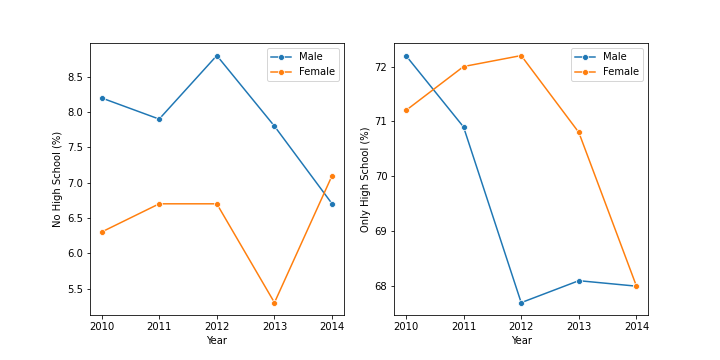 No High School (%)
8.5
8.0
7.5
7.0
6.5
6.0
5.5
2010 2011 2012 2013 2014
Year
Male
Female
Only High School (%)
72
71
70
69
68
2010 2011 2012 2013 2014
Year
Male
Female